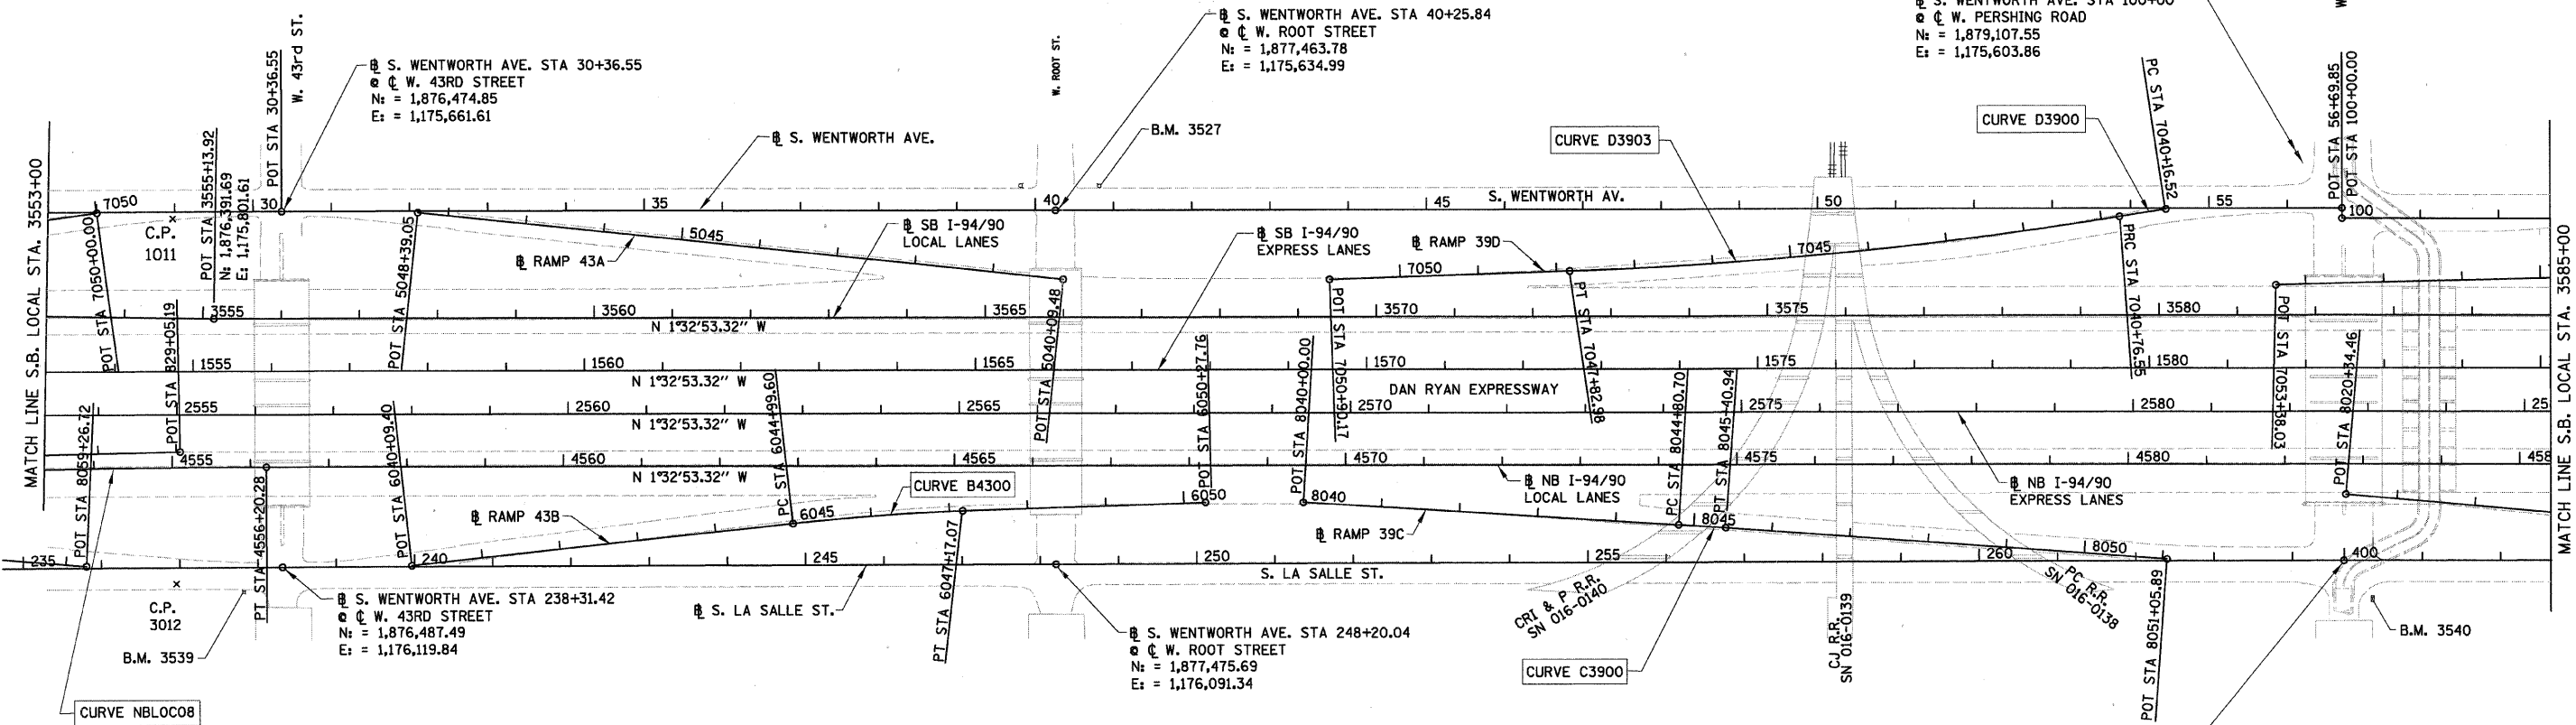 ℄ S. WENTWORTH AVE. STA 40+25.84
@ ℄ W. ROOT STREET
N: = 1,877,463.78
E: = 1,175,634.99
@ ℄ W. PERSHING ROAD
N: = 1,879,107.55
E: = 1,175,603.86
W. 43rd ST.
POT STA 30+36.55
℄ S. WENTWORTH AVE. STA 30+36.55
@ ℄ W. 43RD STREET
N: = 1,876,474.85
E: = 1,175,661.61
W. ROOT ST.
PC STA 7040+16.52
POT STA 56+69.85
POT STA 100+00.00
℄ S. WENTWORTH AVE.
B.M. 3527
CURVE D3903
CURVE D3900
MATCH LINE S.B. LOCAL STA. 3553+00
7050
30
35
40
45
S. WENTWORTH AV.
50
55
100
C.P.
1011
POT STA 3555+13.92
N: 1,876,391.69
E: 1,175,801.61
POT STA 7050+00.00
POT STA 5048+39.05
5045
℄ RAMP 43A
℄ SB I-94/90
LOCAL LANES
℄ SB I-94/90
EXPRESS LANES
℄ RAMP 39D
7050
7045
PRC STA 7040+76.55
3555
3560
3565
3570
3575
3580
N 1°32'53.32" W
POT STA 829+05.19
POT STA 5040+09.48
POT STA 7050+90.17
PT STA 7047+82.98
POT STA 7053+38.03
MATCH LINE S.B. LOCAL STA. 3585+00
1555
1560
1565
1570
1575
1580
N 1°32'53.32" W
DAN RYAN EXPRESSWAY
2555
2560
2565
2570
2575
2580
25
N 1°32'53.32" W
POT STA 8059+26.72
POT STA 6040+09.40
PC STA 6044+99.60
POT STA 6050+27.76
POT STA 8040+00.00
PC STA 8044+80.70
PT STA 8045+40.94
POT STA 8020+34.46
4555
4560
4565
4570
4575
4580
458
N 1°32'53.32" W
CURVE B4300
℄ NB I-94/90
LOCAL LANES
℄ NB I-94/90
EXPRESS LANES
PT STA 4556+20.28
℄ RAMP 43B
6045
6050
8040
℄ RAMP 39C
8045
8050
235
240
245
250
255
260
400
S. LA SALLE ST.
C.P.
3012
B.M. 3539
℄ S. WENTWORTH AVE. STA 238+31.42
@ ℄ W. 43RD STREET
N: = 1,876,487.49
E: = 1,176,119.84
℄ S. LA SALLE ST.
PT STA 6047+17.07
℄ S. WENTWORTH AVE. STA 248+20.04
@ ℄ W. ROOT STREET
N: = 1,877,475.69
E: = 1,176,091.34
CRI & P R.R.
SN 016-0140
CJ R.R.
SN 016-0139
PC R.R.
SN 016-0138
POT STA 8051+05.89
B.M. 3540
CURVE C3900
CURVE NBLOC08